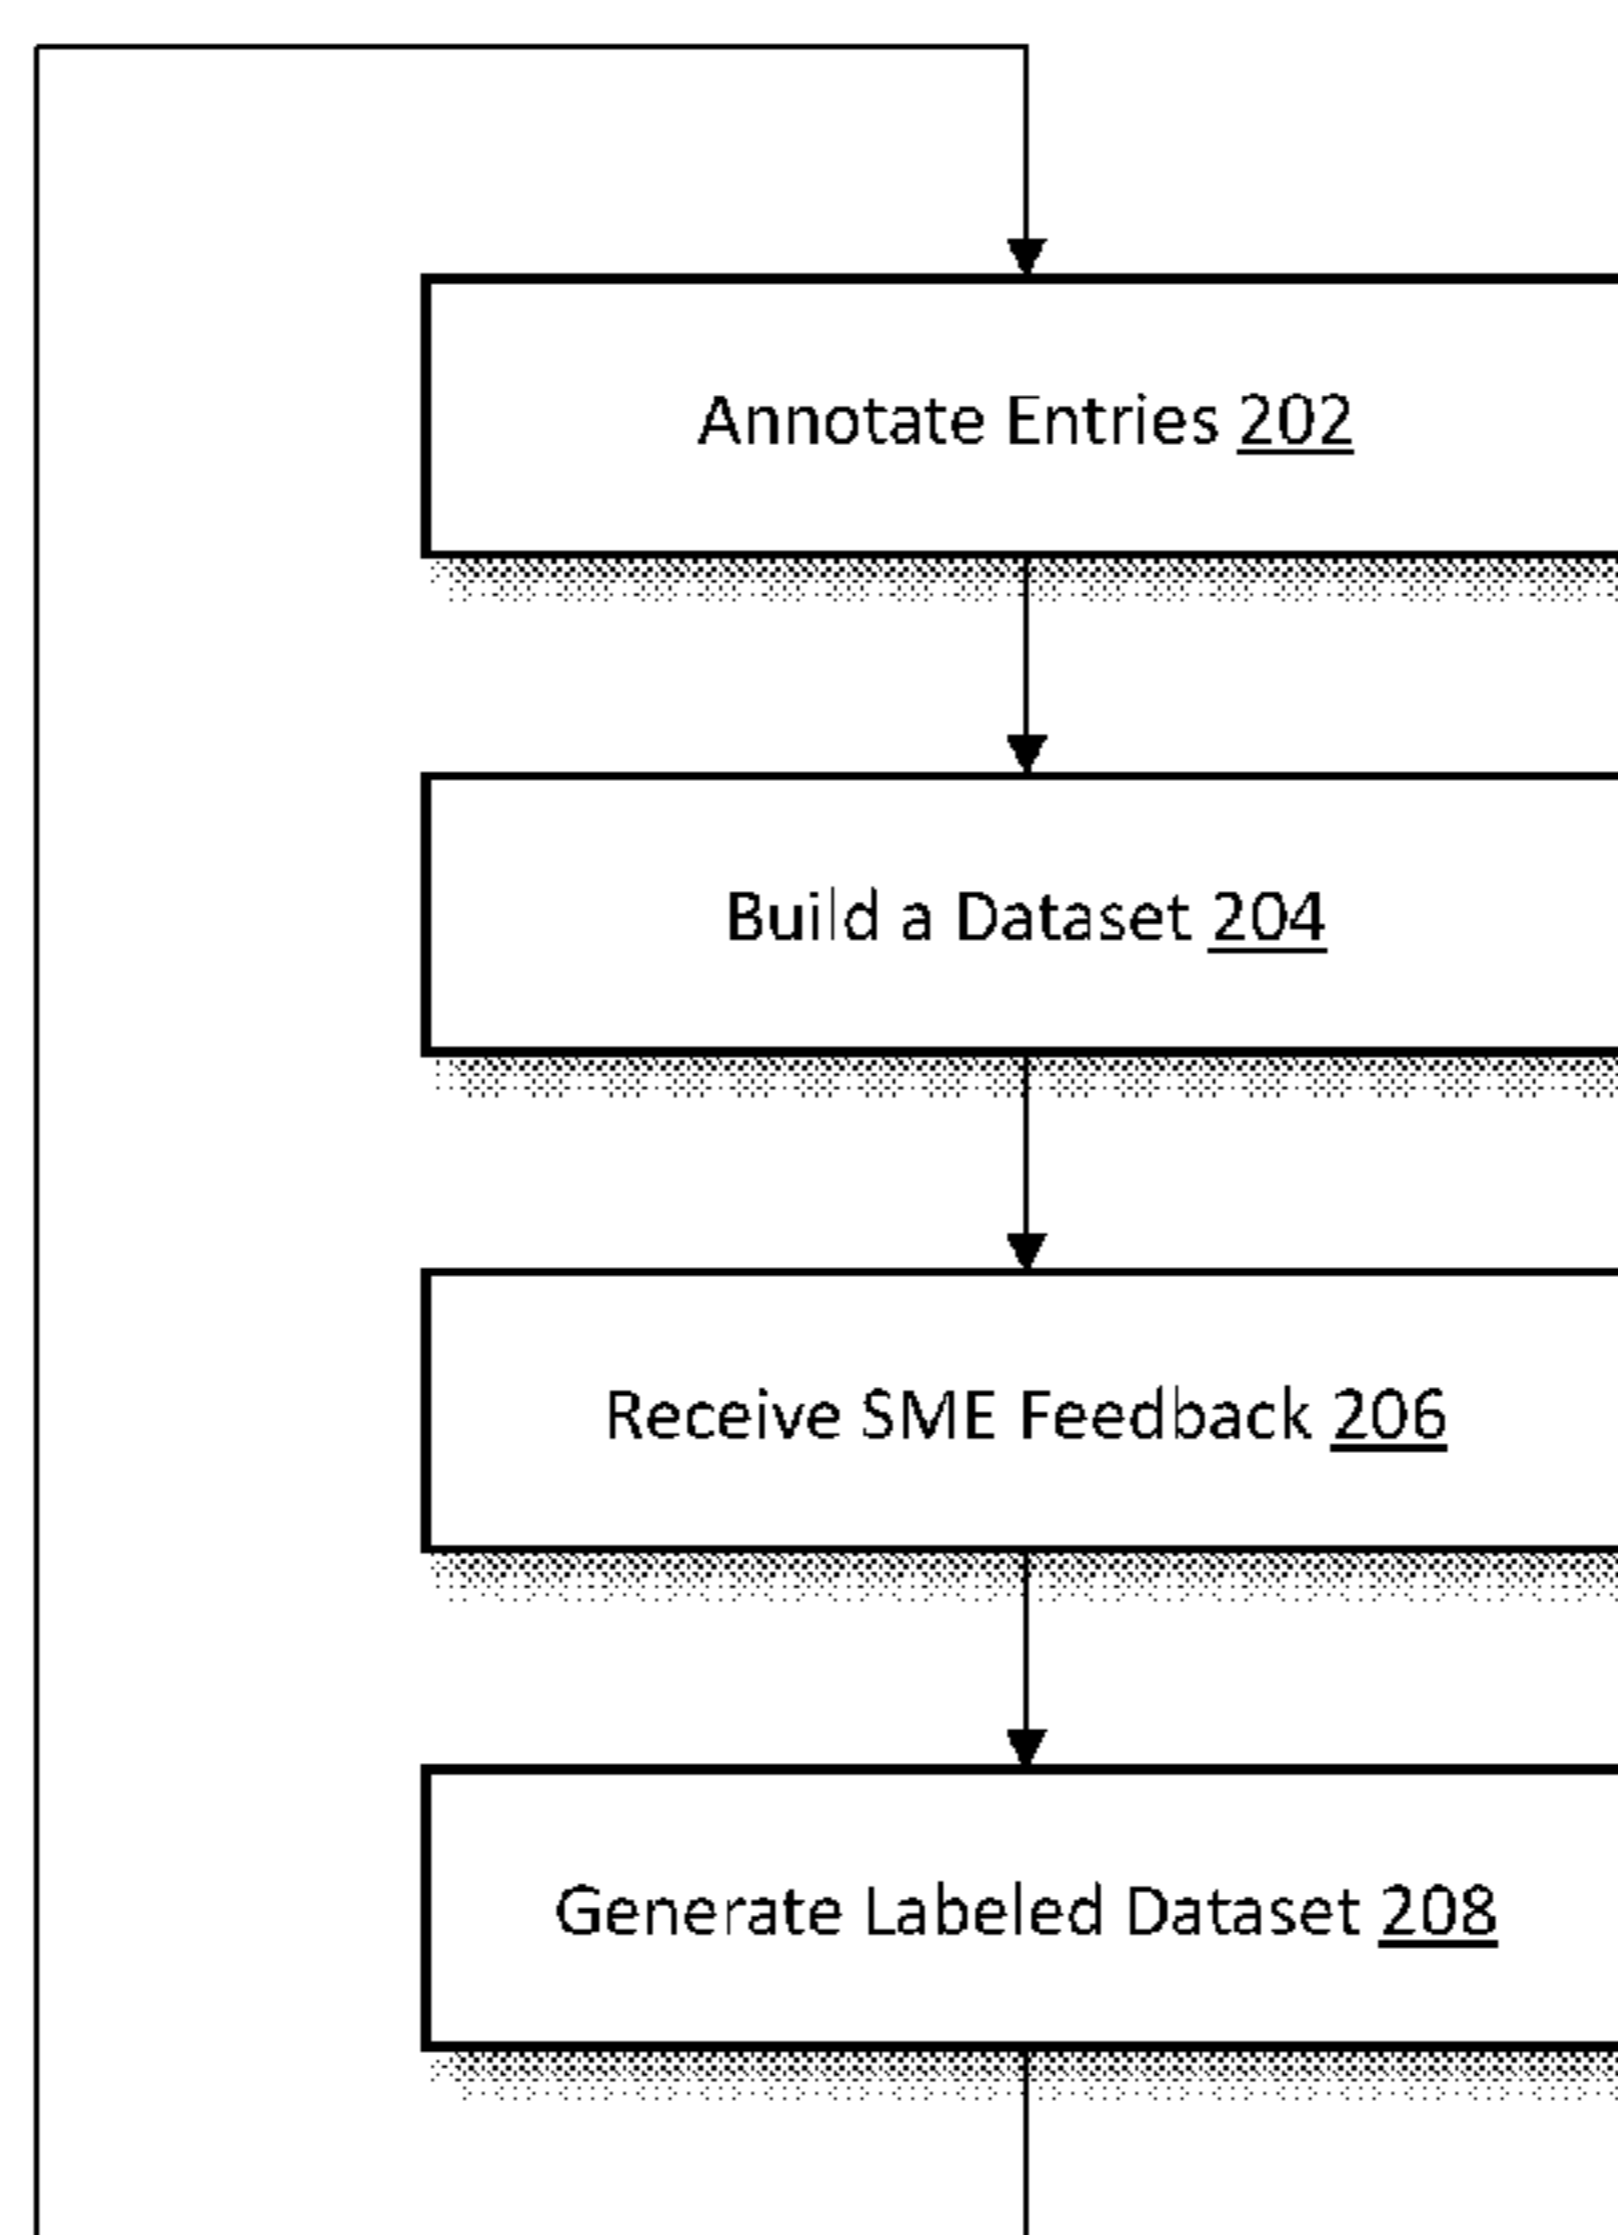 Annotate Entries 202
Build a Dataset 204
Receive SME Feedback 206
Generate Labeled Dataset 208